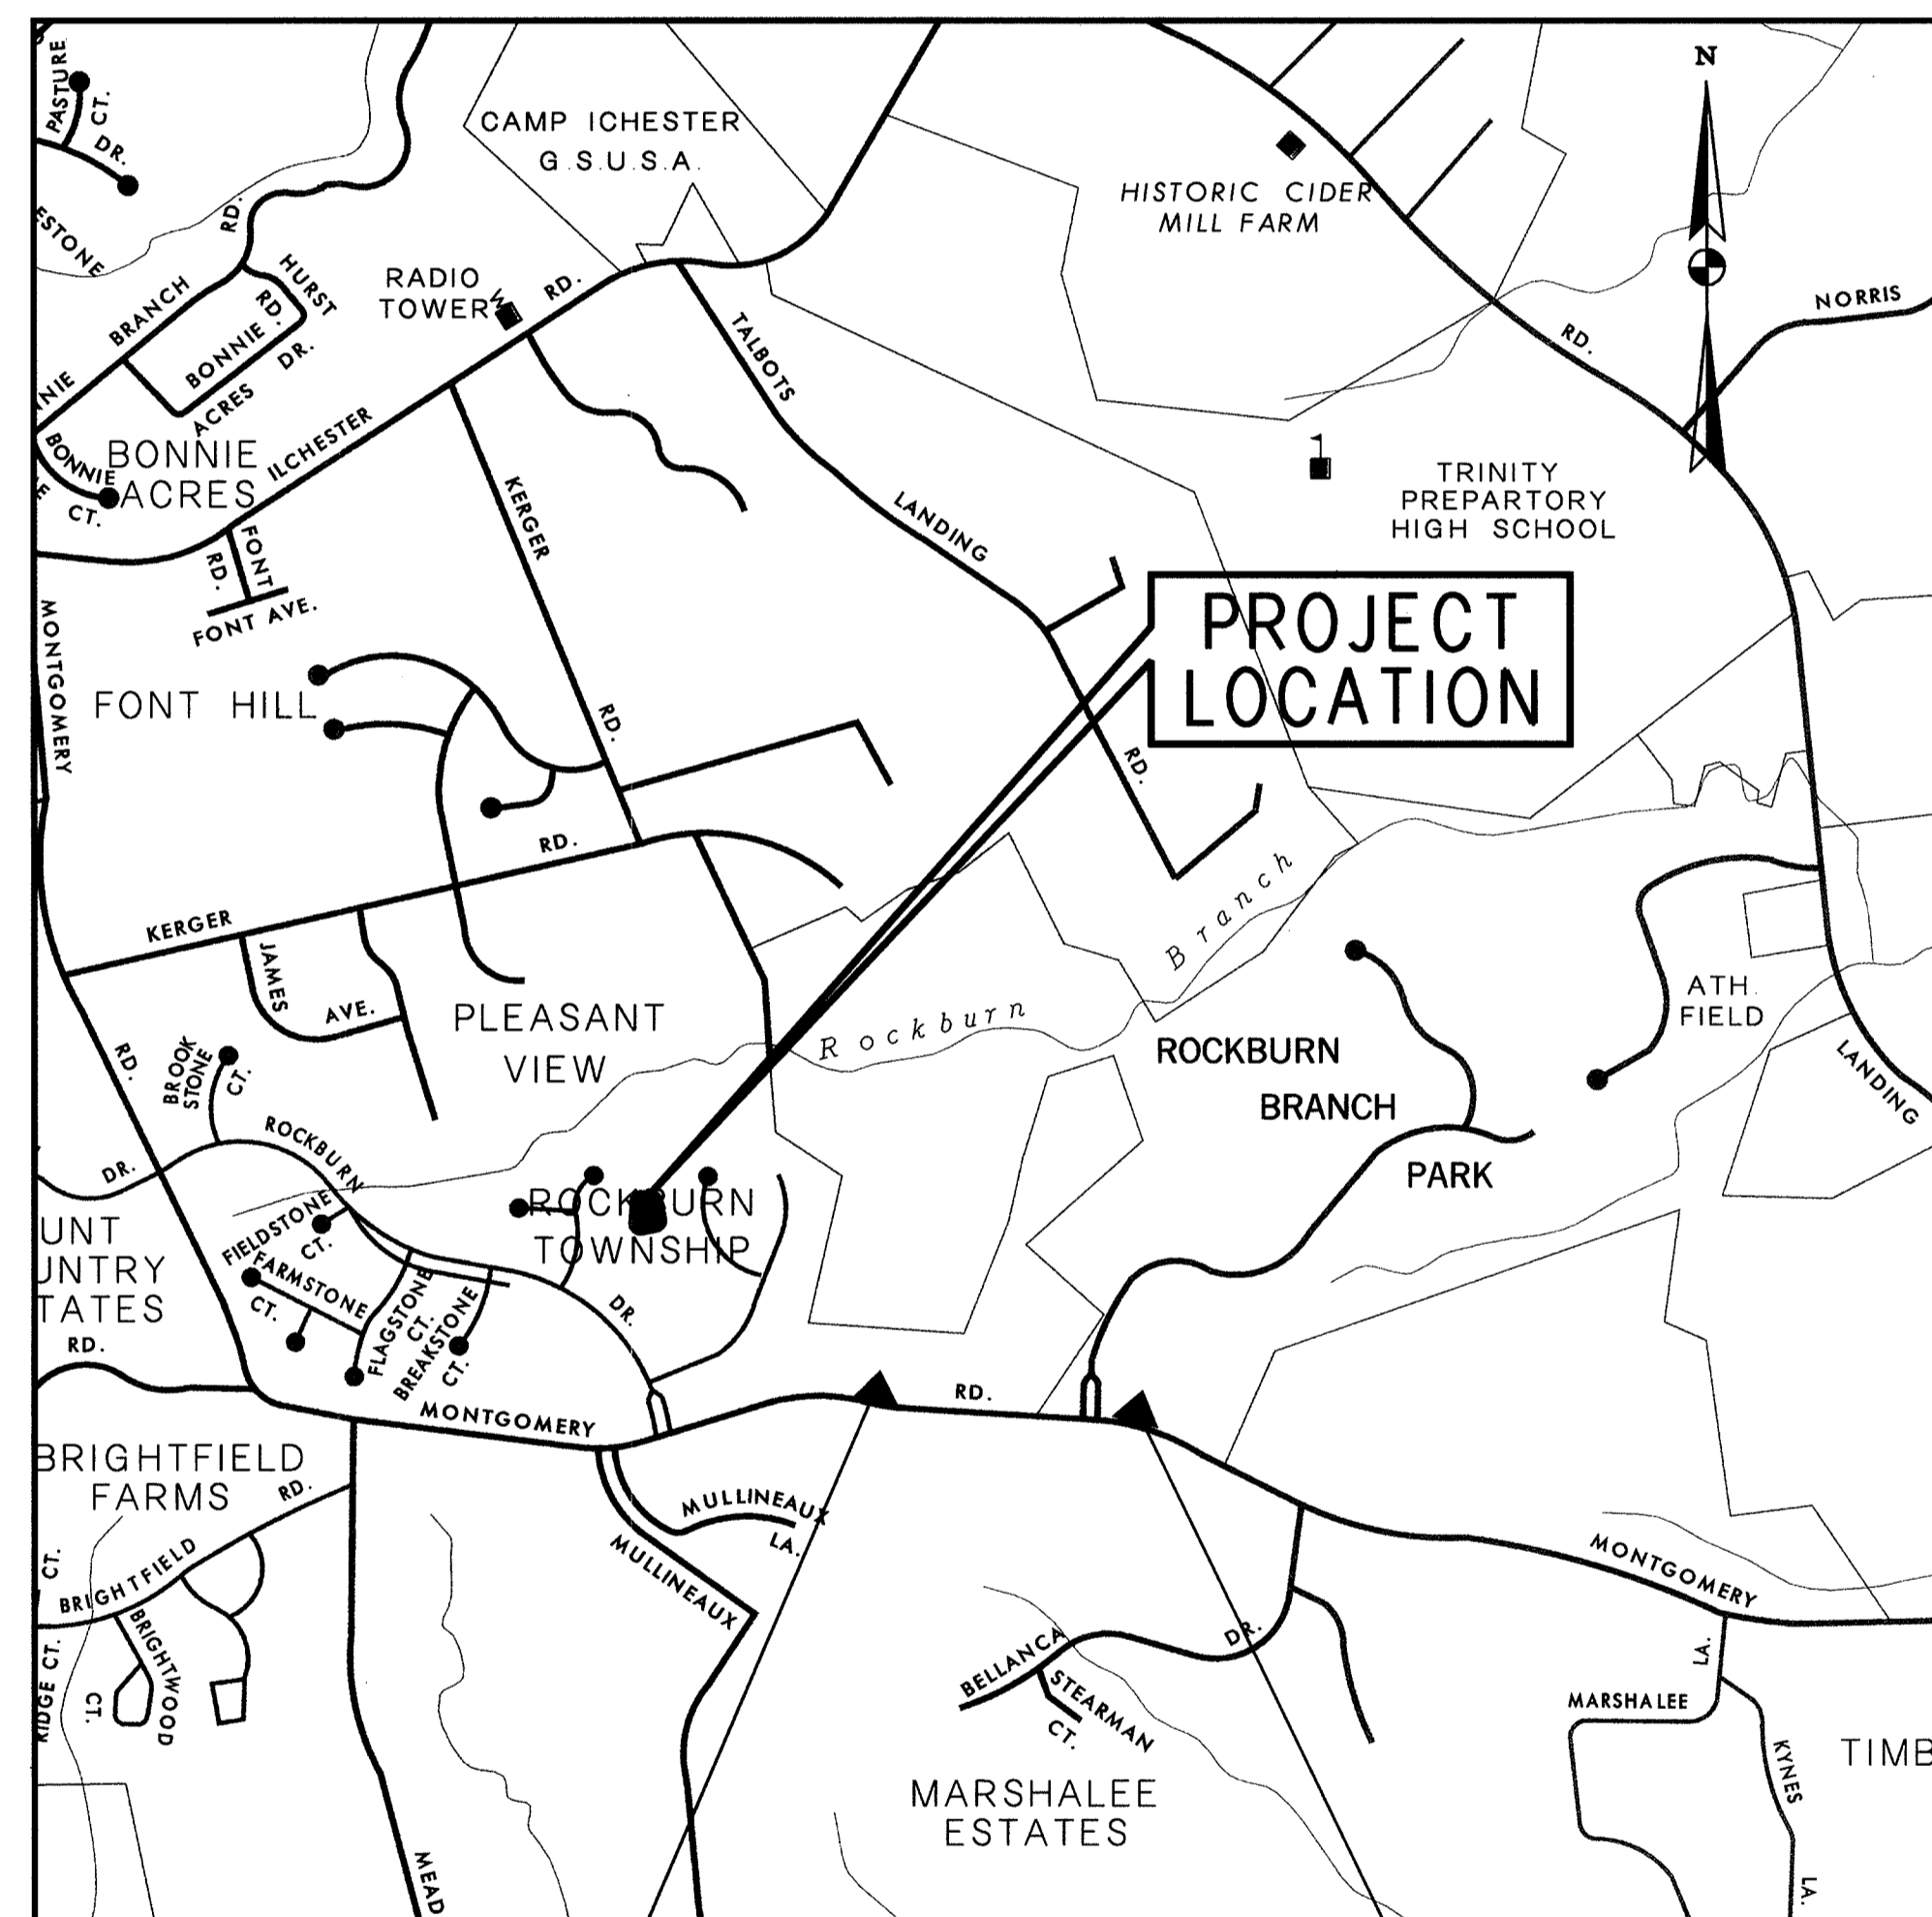 PASTURE
CT.
DR.
ESTONE
RD.
CAMP ICHESTER
G.S.U.S.A.
HISTORIC CIDER
MILL FARM
N
NORRIS
RD.
HURST
RD.
BRANCH
BONNIE
ACRES
DR.
RADIO
TOWER
RD.
TALBOTS
NIE
BONNIE
CT.
BONNIE
ACRES
ILCHESTER
KERGER
LANDING
TRINITY
PREPARTORY
HIGH SCHOOL
FONT
RD.
FONT AVE.
MONTGOMERY
FONT HILL
PROJECT
LOCATION
RD.
RD.
RD.
KERGER
JAMES
AVE.
PLEASANT
VIEW
Rockburn
Branch
ROCKBURN
BRANCH
PARK
ATH.
FIELD
LANDING
RD.
BROOK
STONE
CT.
ROCKBURN
DR.
UNT
UNTRY
TATES
RD.
FIELDSTONE
CT.
FARMSTONE
CT.
FLAGSTONE
CT.
BREAKSTONE
CT.
ROCKBURN
TOWNSHIP
DR.
MONTGOMERY
RD.
BRIGHTFIELD
FARMS
RD.
CT.
BRIGHTFIELD
BRIGHTWOOD
CT.
RIDGE CT.
MULLINEAUX
LA.
MULLINEAUX
MEAD
BELLANCA
DR.
STEARMAN
CT.
MARSHALEE
ESTATES
MONTGOMERY
LA.
MARSHALEE
KYNES
LA.
TIMB